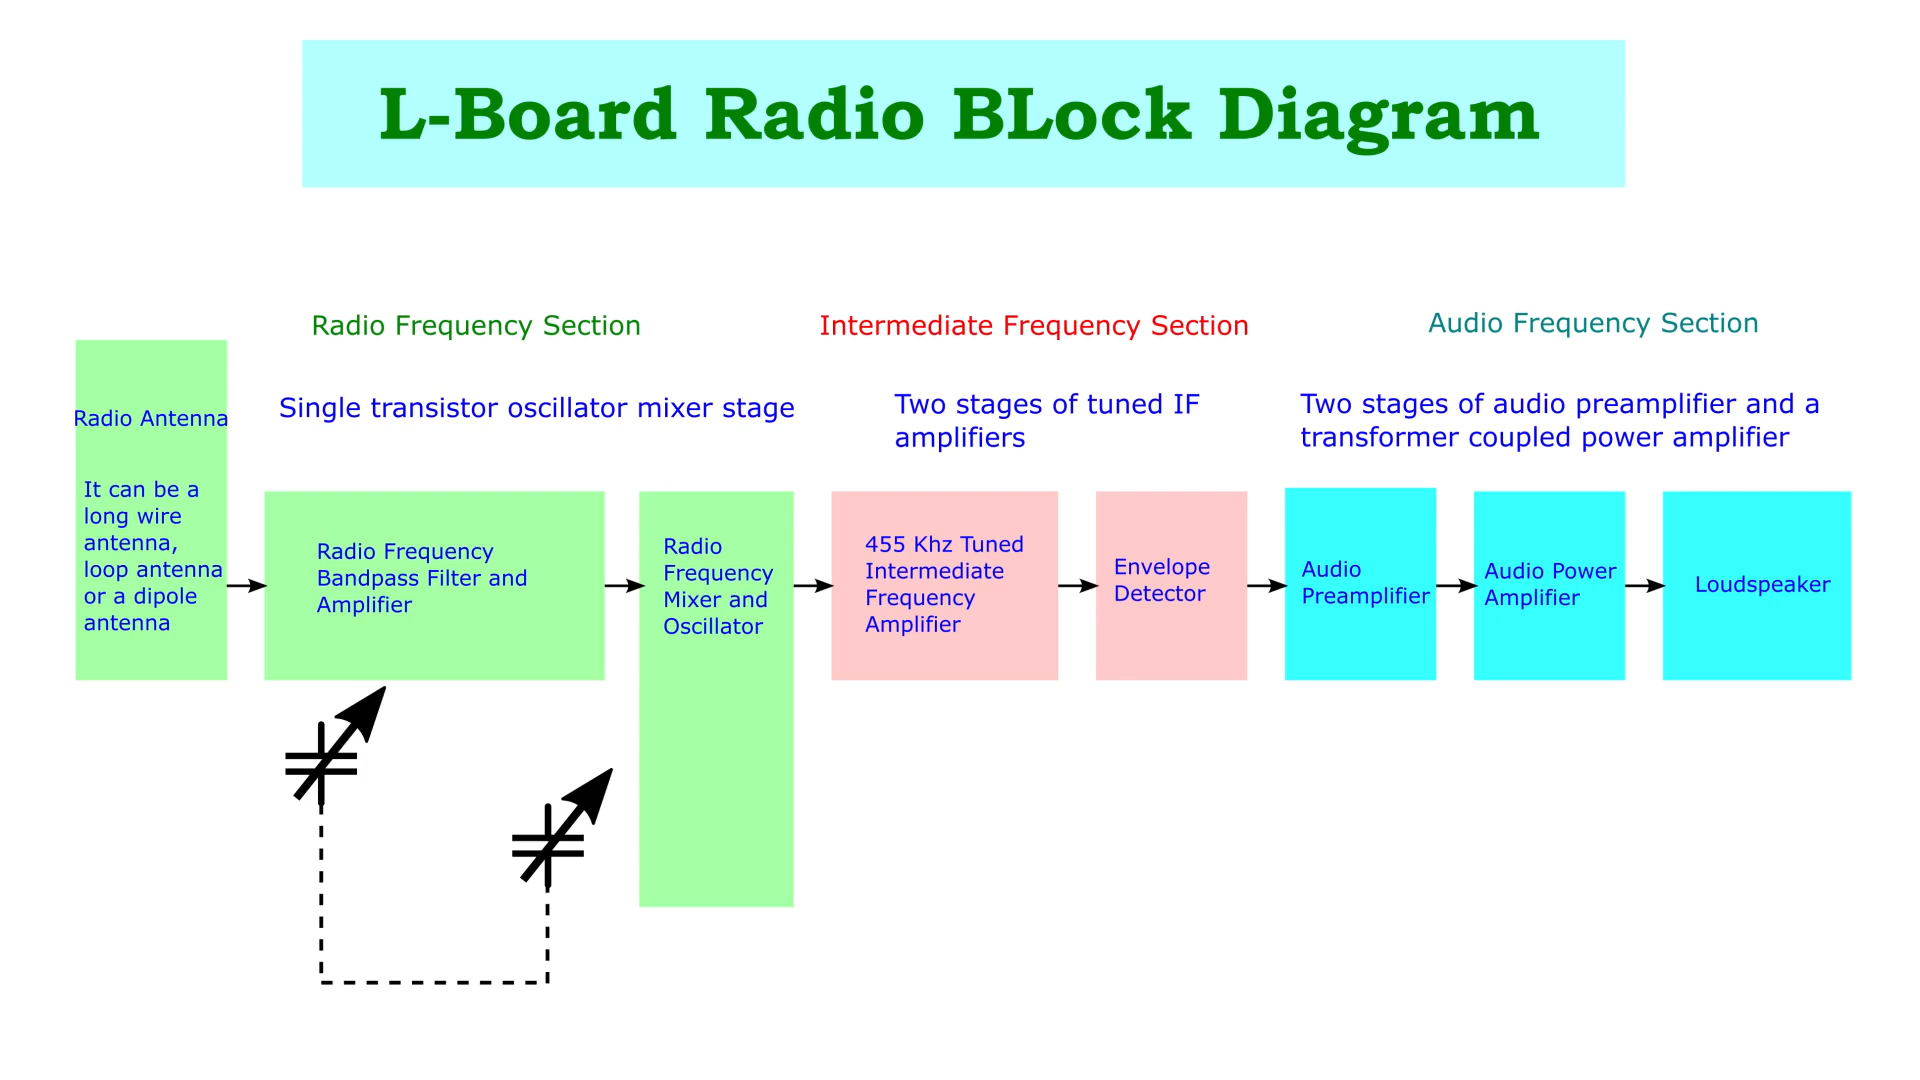 L-Board Radio BLock Diagram
Radio Frequency Section
Intermediate Frequency Section
Audio Frequency Section
Single transistor oscillator mixer stage
Two stages of tuned IF
amplifiers
Two stages of audio preamplifier and a
transformer coupled power amplifier
Radio Antenna
It can be a
long wire
antenna,
loop antenna
or a dipole
antenna
Radio Frequency
Bandpass Filter and
Amplifier
Radio
Frequency
Mixer and
Oscillator
455 Khz Tuned
Intermediate
Frequency
Amplifier
Envelope
Detector
Audio
Preamplifier
Audio Power
Amplifier
Loudspeaker